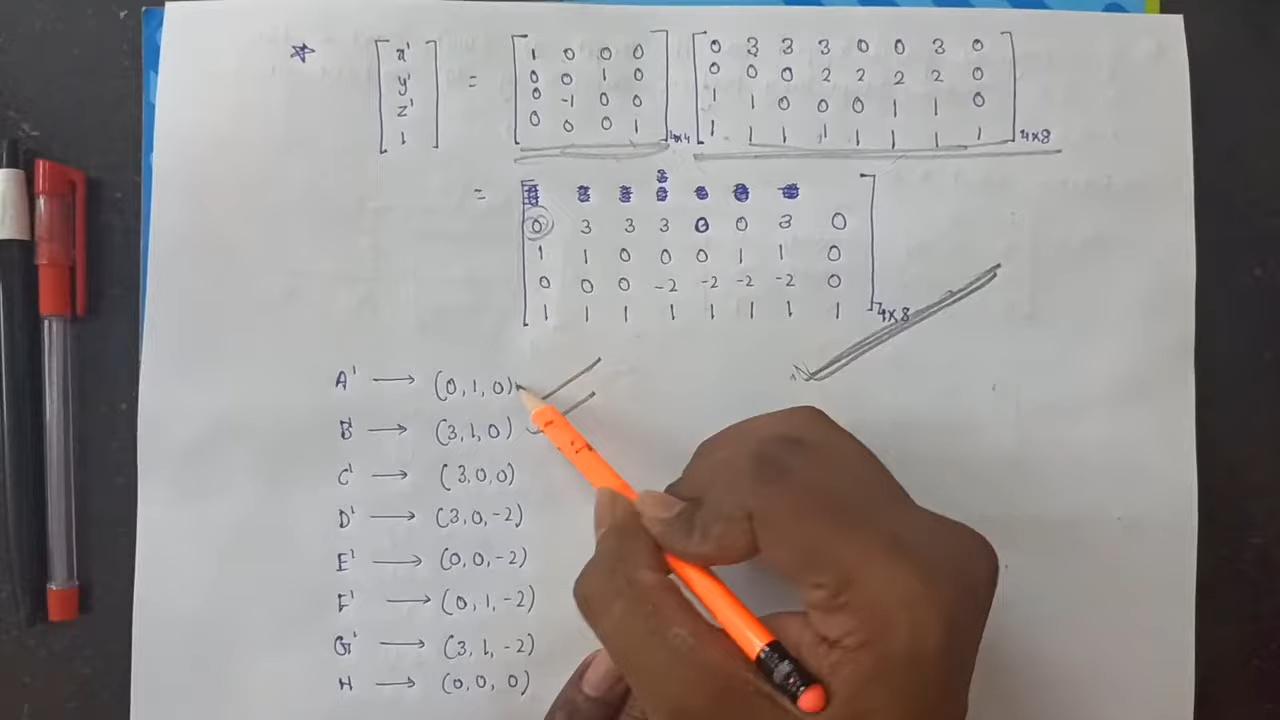 x' 1 0 0 0 0 3 3 3 0 0 3 0
y' = 0 0 1 0 0 0 0 2 2 2 2 0
z' 0 -1 0 0 1 1 0 0 0 1 1 0
1 0 0 0 1 4x4 1 1 1 1 1 1 1 1 4x8
=
0 3 3 3 0 0 3 0
1 1 0 0 0 1 1 0
0 0 0 -2 -2 -2 -2 0
1 1 1 1 1 1 1 1 4x8
A' → (0, 1, 0)
B' → (3, 1, 0)
C' → (3, 0, 0)
D' → (3, 0, -2)
E' → (0, 0, -2)
F' → (0, 1, -2)
G' → (3, 1, -2)
H → (0, 0, 0)